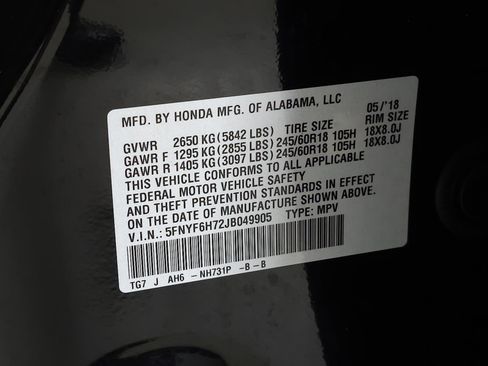 MFD. BY HONDA MFG. OF ALABAMA, LLC 05/'18
GVWR 2650 KG (5842 LBS) TIRE SIZE RIM SIZE
GAWR F 1295 KG (2855 LBS) 245/60R18 105H 18X8.0J
GAWR R 1405 KG (3097 LBS) 245/60R18 105H 18X8.0J
THIS VEHICLE CONFORMS TO ALL APPLICABLE
FEDERAL MOTOR VEHICLE SAFETY
AND THEFT PREVENTION STANDARDS IN EFFECT
ON THE DATE OF MANUFACTURE SHOWN ABOVE.
V.I.N.: 5FNYF6H72JB049905 TYPE: MPV
TG7 J AH6 -NH731P -B-B